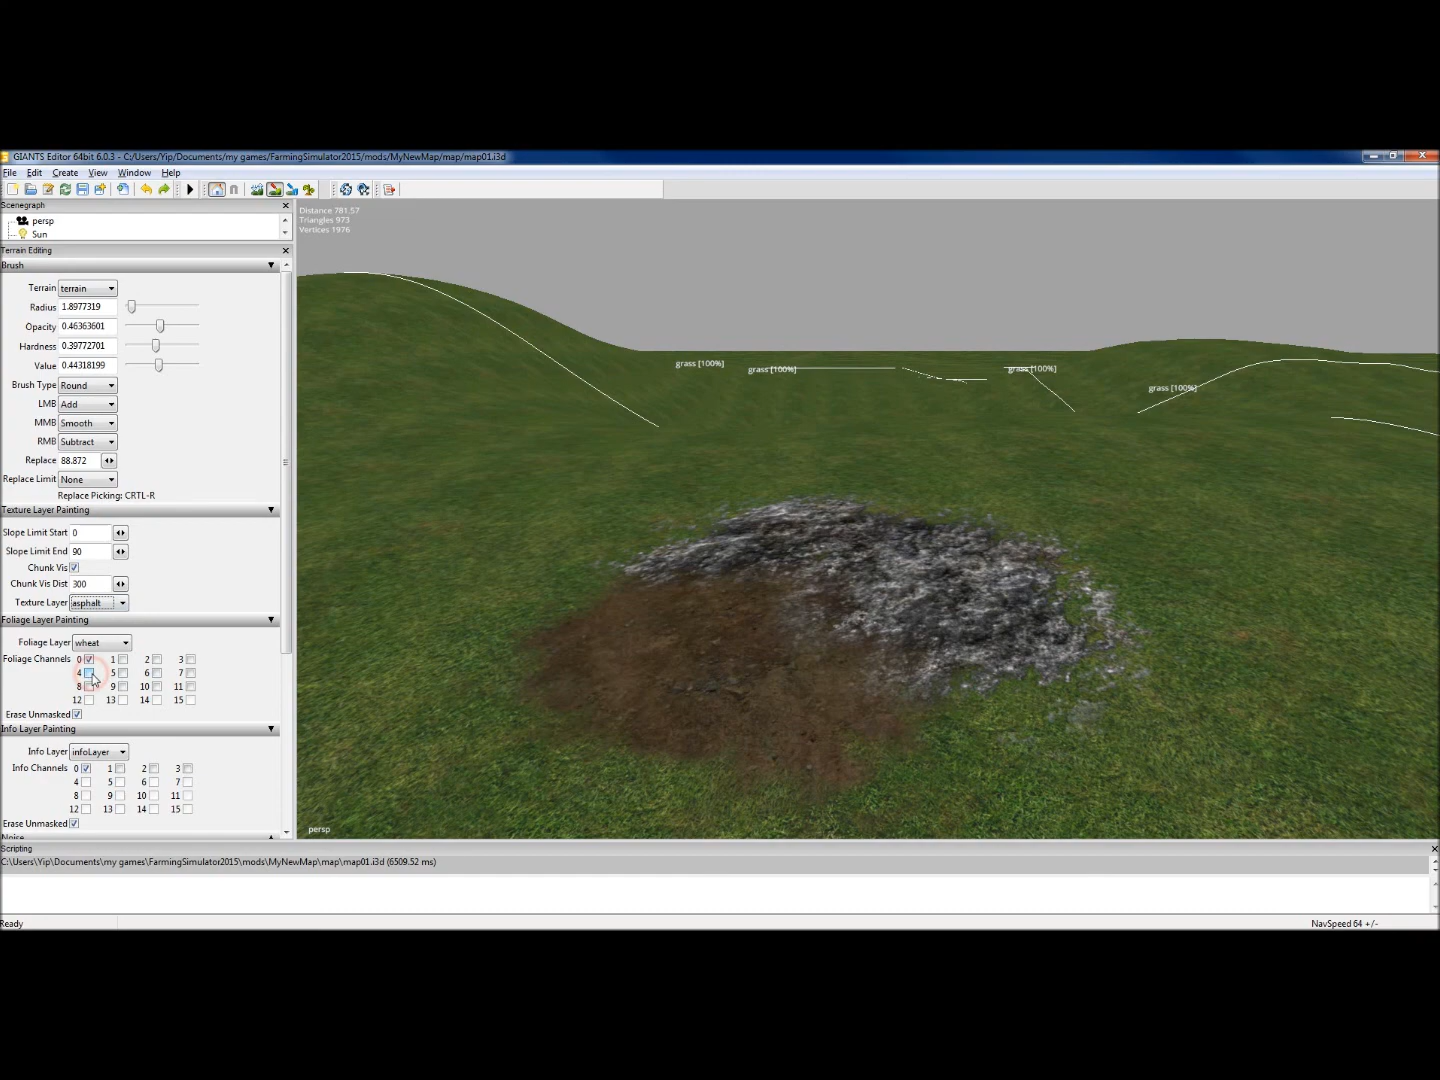 GIANTS Editor 64bit 6.0.3 - C:/Users/Yip/Documents/my games/FarmingSimulator2015/mods/MyNewMap/map/map01.i3d
File Edit Create View Window Help
Scenegraph
persp
Sun
Terrain Editing
Brush
Terrain terrain
Radius 1.8977319
Opacity 0.46363601
Hardness 0.39772701
Value 0.44318199
Brush Type Round
LMB Add
MMB Smooth
RMB Subtract
Replace 88.872
Replace Limit None
Replace Picking: CRTL-R
Texture Layer Painting
Slope Limit Start 0
Slope Limit End 90
Chunk Vis
Chunk Vis Dist 300
Texture Layer asphalt
Foliage Layer Painting
Foliage Layer wheat
Foliage Channels 0 1 2 3
4 5 6 7
8 9 10 11
12 13 14 15
Erase Unmasked
Info Layer Painting
Info Layer infoLayer
Info Channels 0 1 2 3
4 5 6 7
8 9 10 11
12 13 14 15
Erase Unmasked
Noise
Distance 781.57
Triangles 973
Vertices 1976
grass [100%]
grass [100%]
grass [100%]
grass [100%]
persp
Scripting
C:\Users\Yip\Documents\my games\FarmingSimulator2015\mods\MyNewMap\map\map01.i3d (6509.52 ms)
Ready
NavSpeed 64 +/-